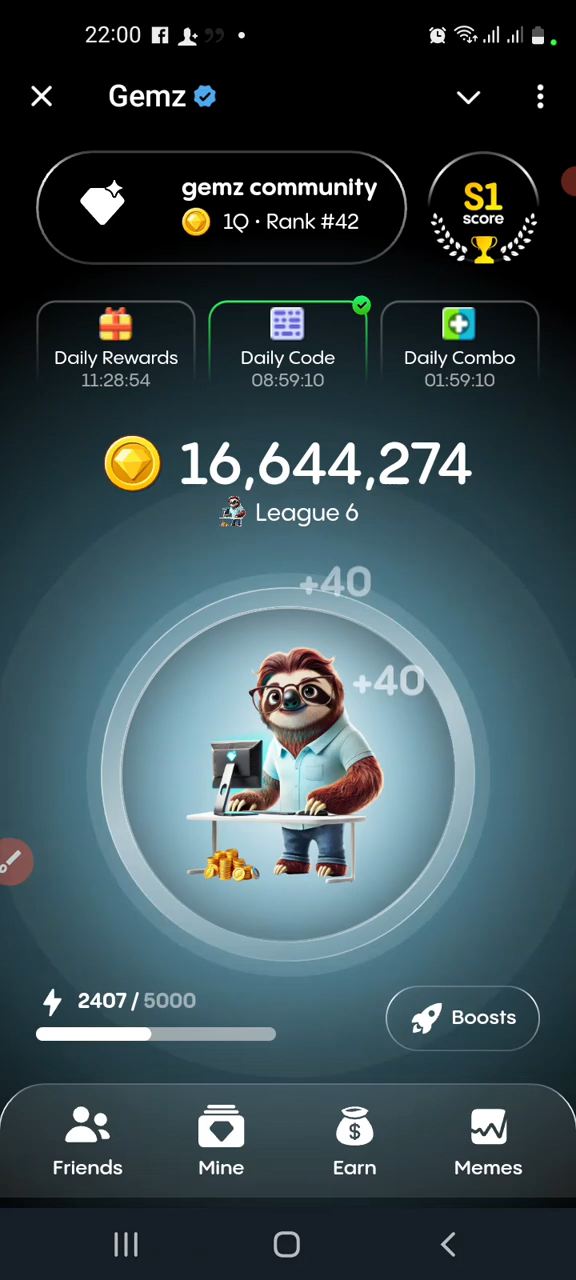 22:00
Gemz
gemz community
1Q · Rank #42
S1
score
Daily Rewards
11:28:54
Daily Code
08:59:10
Daily Combo
01:59:10
16,644,274
League 6
+40
+40
2407 / 5000
Boosts
Friends
Mine
$
Earn
Memes